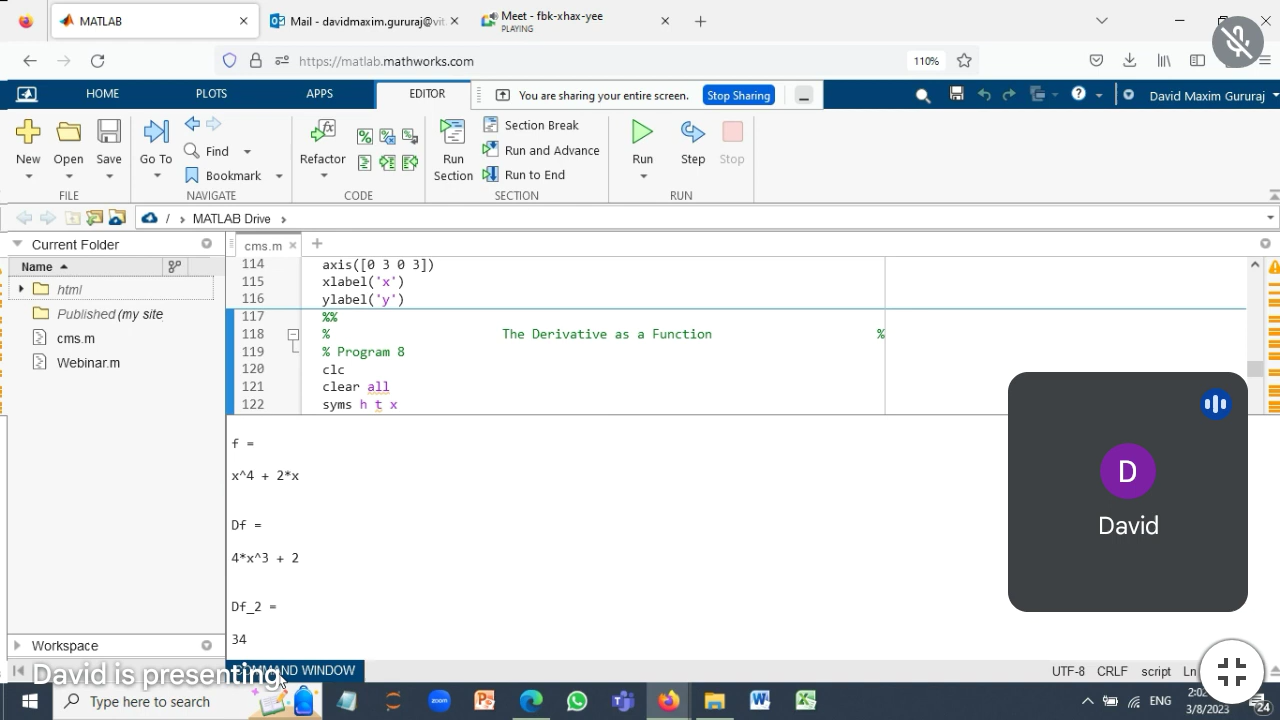 MATLAB
Mail - davidmaxim.gururaj@vit
Meet - fbk-xhax-yee
PLAYING
https://matlab.mathworks.com
110%
HOME
PLOTS
APPS
EDITOR
You are sharing your entire screen.
Stop Sharing
David Maxim Gururaj
New
Open
Save
FILE
Go To
Find
Bookmark
NAVIGATE
Refactor
CODE
Run Section
Section Break
Run and Advance
Run to End
SECTION
Run
Step
Stop
RUN
/ › MATLAB Drive ›
Current Folder
Name
html
Published (my site
cms.m
Webinar.m
Workspace
cms.m
114 axis([0 3 0 3])
115 xlabel('x')
116 ylabel('y')
117 %%
118 % The Derivative as a Function %
119 % Program 8
120 clc
121 clear all
122 syms h t x
f =
x^4 + 2*x
Df =
4*x^3 + 2
Df_2 =
34
D
David
COMMAND WINDOW
David is presenting
UTF-8 CRLF script Ln
Type here to search
zoom
ENG
3/8/2023
24